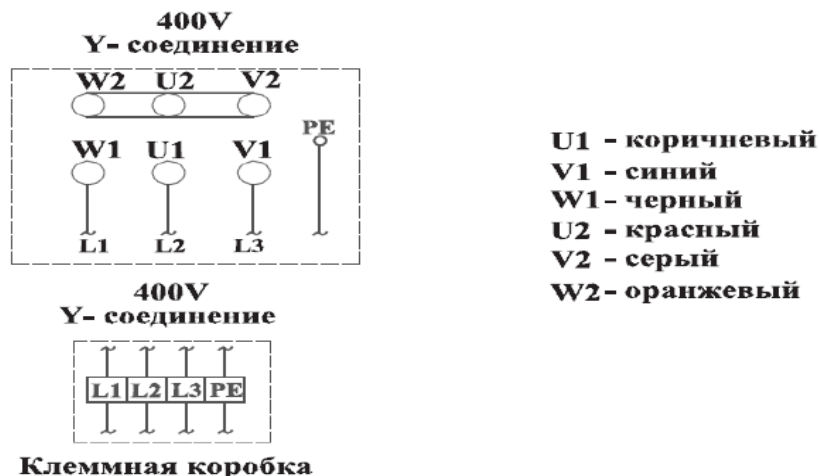 400V
Y- соединение
W2 U2 V2
PE
W1 U1 V1
L1 L2 L3
400V
Y- соединение
L1 L2 L3 PE
Клеммная коробка
U1 - коричневый
V1 - синий
W1- черный
U2 - красный
V2 - серый
W2- оранжевый